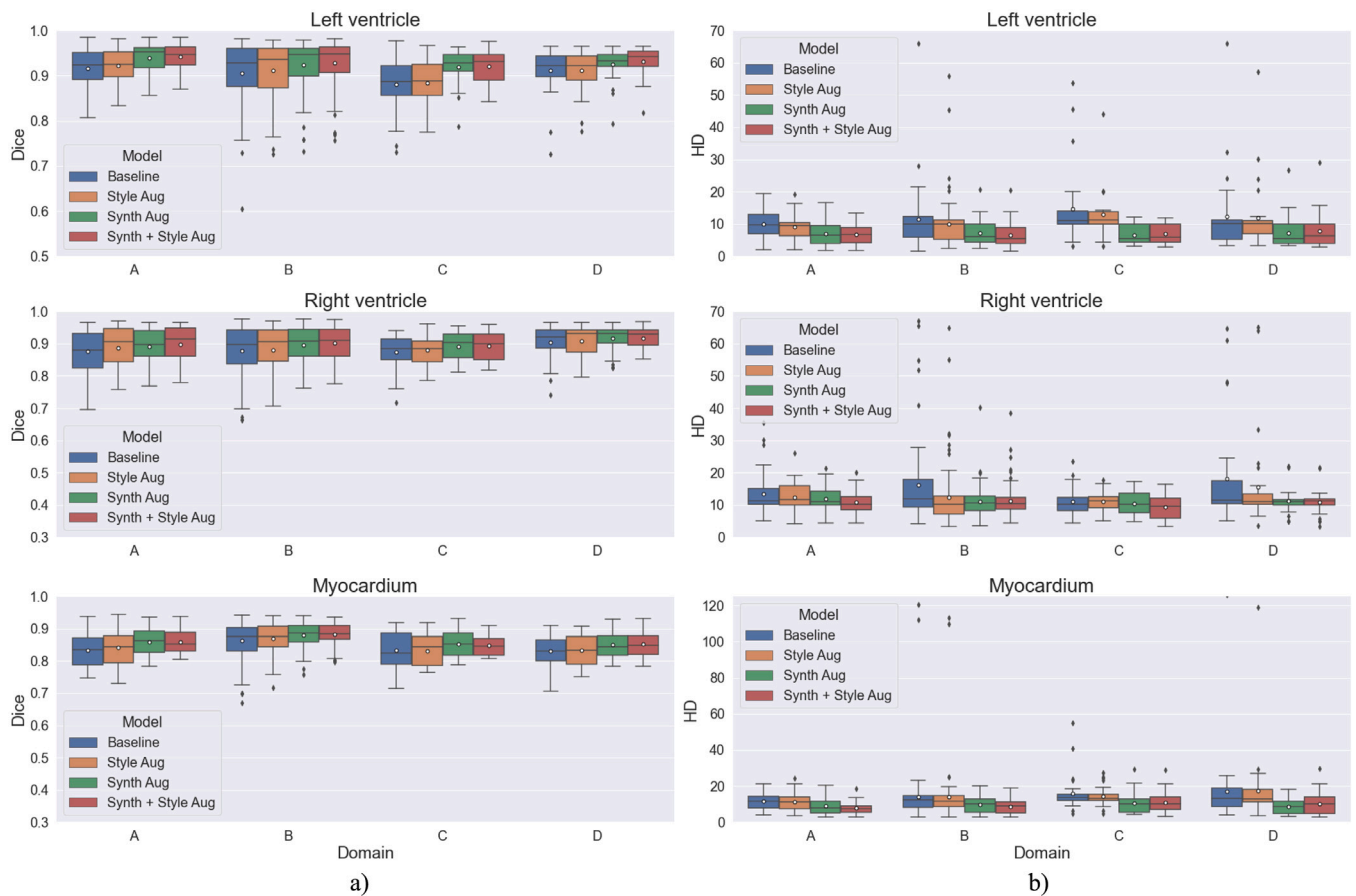 Left ventricle
1.0
0.9
0.8
0.7
0.6
0.5
Dice
Model
Baseline
Style Aug
Synth Aug
Synth + Style Aug
A B C D
Right ventricle
1.0
0.9
0.8
0.7
0.6
0.5
0.4
0.3
Dice
Model
Baseline
Style Aug
Synth Aug
Synth + Style Aug
A B C D
Myocardium
1.0
0.9
0.8
0.7
0.6
0.5
0.4
0.3
Dice
Model
Baseline
Style Aug
Synth Aug
Synth + Style Aug
A B C D
Domain
a)
Left ventricle
70
60
50
40
30
20
10
0
HD
Model
Baseline
Style Aug
Synth Aug
Synth + Style Aug
A B C D
Right ventricle
70
60
50
40
30
20
10
0
HD
Model
Baseline
Style Aug
Synth Aug
Synth + Style Aug
A B C D
Myocardium
120
100
80
60
40
20
0
HD
Model
Baseline
Style Aug
Synth Aug
Synth + Style Aug
A B C D
Domain
b)